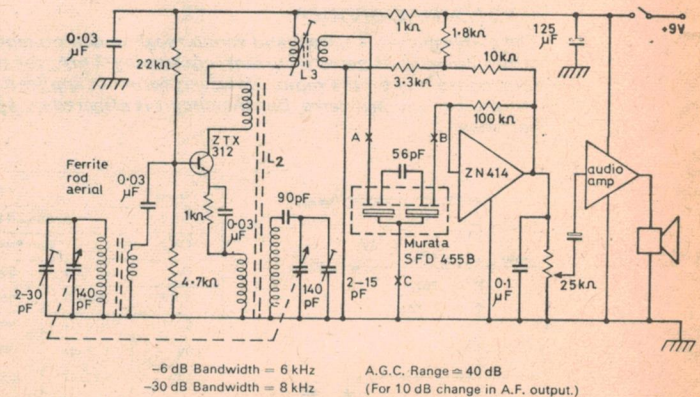 0·03
µF
22kΩ
L3
1kΩ
1·8kΩ
10kΩ
3·3kΩ
100kΩ
125
µF
+9V
A
B
56pF
ZN414
audio
amp
Ferrite
rod
aerial
0.03
µF
ZTX
312
L2
1kΩ
0·03
µF
90pF
Murata
SFD 455B
C
2-30
pF
140
pF
4·7kΩ
140
pF
2-15
pF
0·1
µF
25kΩ
-6 dB Bandwidth = 6 kHz
-30 dB Bandwidth = 8 kHz
A.G.C. Range ≃ 40 dB
(For 10 dB change in A.F. output.)